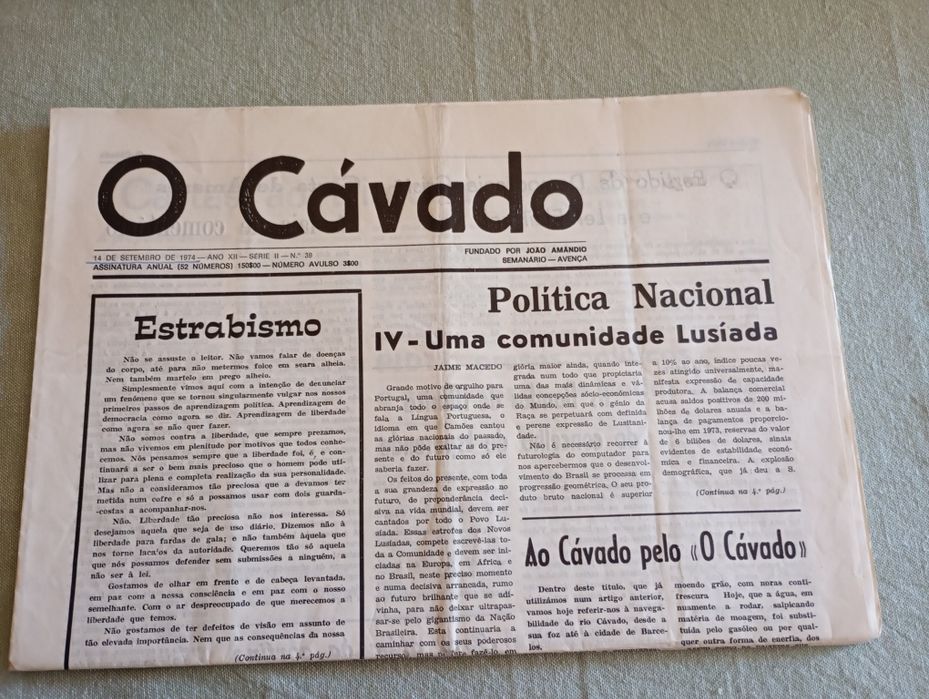 O Cávado
14 DE SETEMBRO DE 1974 — ANO XII — SÉRIE II — N.º 38
ASSINATURA ANUAL (52 NÚMEROS) 150$00 — NÚMERO AVULSO 3$00
FUNDADO POR JOÃO AMÂNDIO
SEMANÁRIO — AVENÇA
Estrabismo
Não se assuste o leitor. Não vamos falar de doenças
do corpo, até para não metermos foice em seara alheia.
Nem também martelo em prego alheio.
Simplesmente vimos aqui com a intenção de denunciar
um fenómeno que se tornou singularmente vulgar nos nossos
primeiros passos de aprendizagem política. Aprendizagem de
democracia como agora se diz. Aprendizagem de liberdade
como agora se não quer fazer.
Não somos contra a liberdade, que sempre prezamos,
mas não vivemos em plenitude por motivos que todos conhe-
cemos. Nós pensamos sempre que a liberdade foi, é, e con-
tinuará a ser o bem mais precioso que o homem pode uti-
lizar para plena e completa realização da sua personalidade.
Mas não a consideramos tão preciosa que a devamos ter
metida num cofre e só a possamos usar com dois guarda-
-costas a acompanhar-nos.
Não. Liberdade tão preciosa não nos interessa. Só
desejamos aquela que seja de uso diário. Dizemos não à
liberdade para fardas de gala; e não também àquela que
nos torne lacaios da autoridade. Queremos tão só aquela
que nós possamos defender sem submissões a ninguém, a
não ser à lei.
Gostamos de olhar em frente e de cabeça levantada,
em paz com a nossa consciência e em paz com o nosso
semelhante. Com o ar despreocupado de que merecemos a
liberdade que temos.
Não gostamos de ter defeitos de visão em assunto de
tão elevada importância. Nem que as consequências da nossa
(Continua na 4.ª pág.)
Política Nacional
IV - Uma comunidade Lusíada
JAIME MACEDO
Grande motivo de orgulho para
Portugal, uma comunidade que
abranja todo o espaço onde se
fala a Língua Portuguesa, o
idioma em que Camões cantou
as glórias nacionais do passado,
mas não pôde exaltar as do pre-
sente e do futuro como só ele
saberia fazer.
Os feitos do presente, com toda
a sua grandeza de expressão no
futuro, de preponderância deci-
siva na vida mundial, devem ser
cantados por todo o Povo Lu-
síada. Essas estrofes dos Novos
Lusíadas, compete escrevê-las to-
da a Comunidade e devem ser ini-
ciadas na Europa, em África e
no Brasil, neste preciso momento
e numa decisiva arrancada, rumo
ao futuro brilhante que se adi-
vinha, para não deixar ultrapas-
sar-se pelo gigantismo da Nação
Brasileira. Esta continuaria a
caminhar com os seus poderosos
recursos, mas fazê-lo, em
glória maior ainda, quando inte-
grada num todo que propiciaria
uma das mais dinâmicas e vá-
lidas concepções sócio-económicas
do Mundo, em que o génio da
Raça se perpetuará com definida
e perene expressão de Lusitani-
dade.
Não é necessário recorrer à
futurologia do computador para
nos apercebermos que o desenvol-
vimento do Brasil se processa em
progressão geométrica. O seu pro-
duto bruto nacional é superior
a 10% ao ano, índice poucas ve-
zes atingido universalmente, ma-
nifesta expressão de capacidade
produtora. A balança comercial
acusa saldos positivos de 200 mi-
lhões de dólares anuais e a ba-
lança de pagamentos proporcio-
nou-lhe em 1973, reservas do valor
de 6 biliões de dólares, sinais
evidentes de estabilidade, econó-
mica e financeira. A explosão
demográfica, que já deu a S.
(Continua na 4.ª pág.)
Ao Cávado pelo «O Cávado»
Dentro deste título, que já
utilizámos num artigo anterior,
vamos hoje referir-nos à navega-
bilidade do rio Cávado, desde a
sua foz até à cidade de Barce-
los.
moendo grão, com noras conti-
frescura Hoje, que a água, em
nuamente a rodar, salpicando
matéria de moagem, foi substi-
tuída pelo gasóleo ou por qual-
quer outra forma de energia, dos